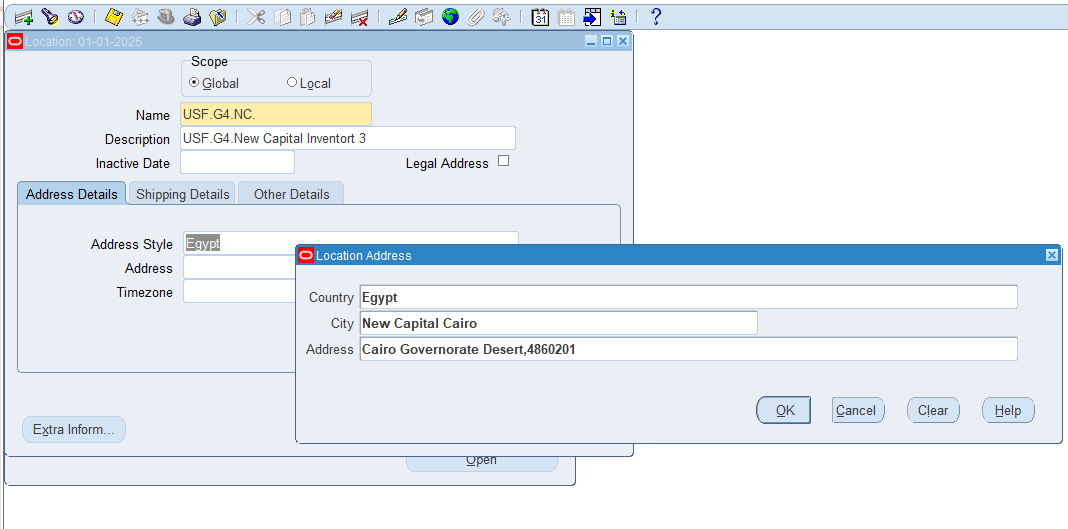 31
?
Location: 01-01-2025
Scope
Global
Local
Name USF.G4.NC.
Description USF.G4.New Capital Inventort 3
Inactive Date
Legal Address
Address Details Shipping Details Other Details
Address Style Egypt
Address
Timezone
Extra Inform...
Open
Location Address
Country Egypt
City New Capital Cairo
Address Cairo Governorate Desert,4860201
OK Cancel Clear Help